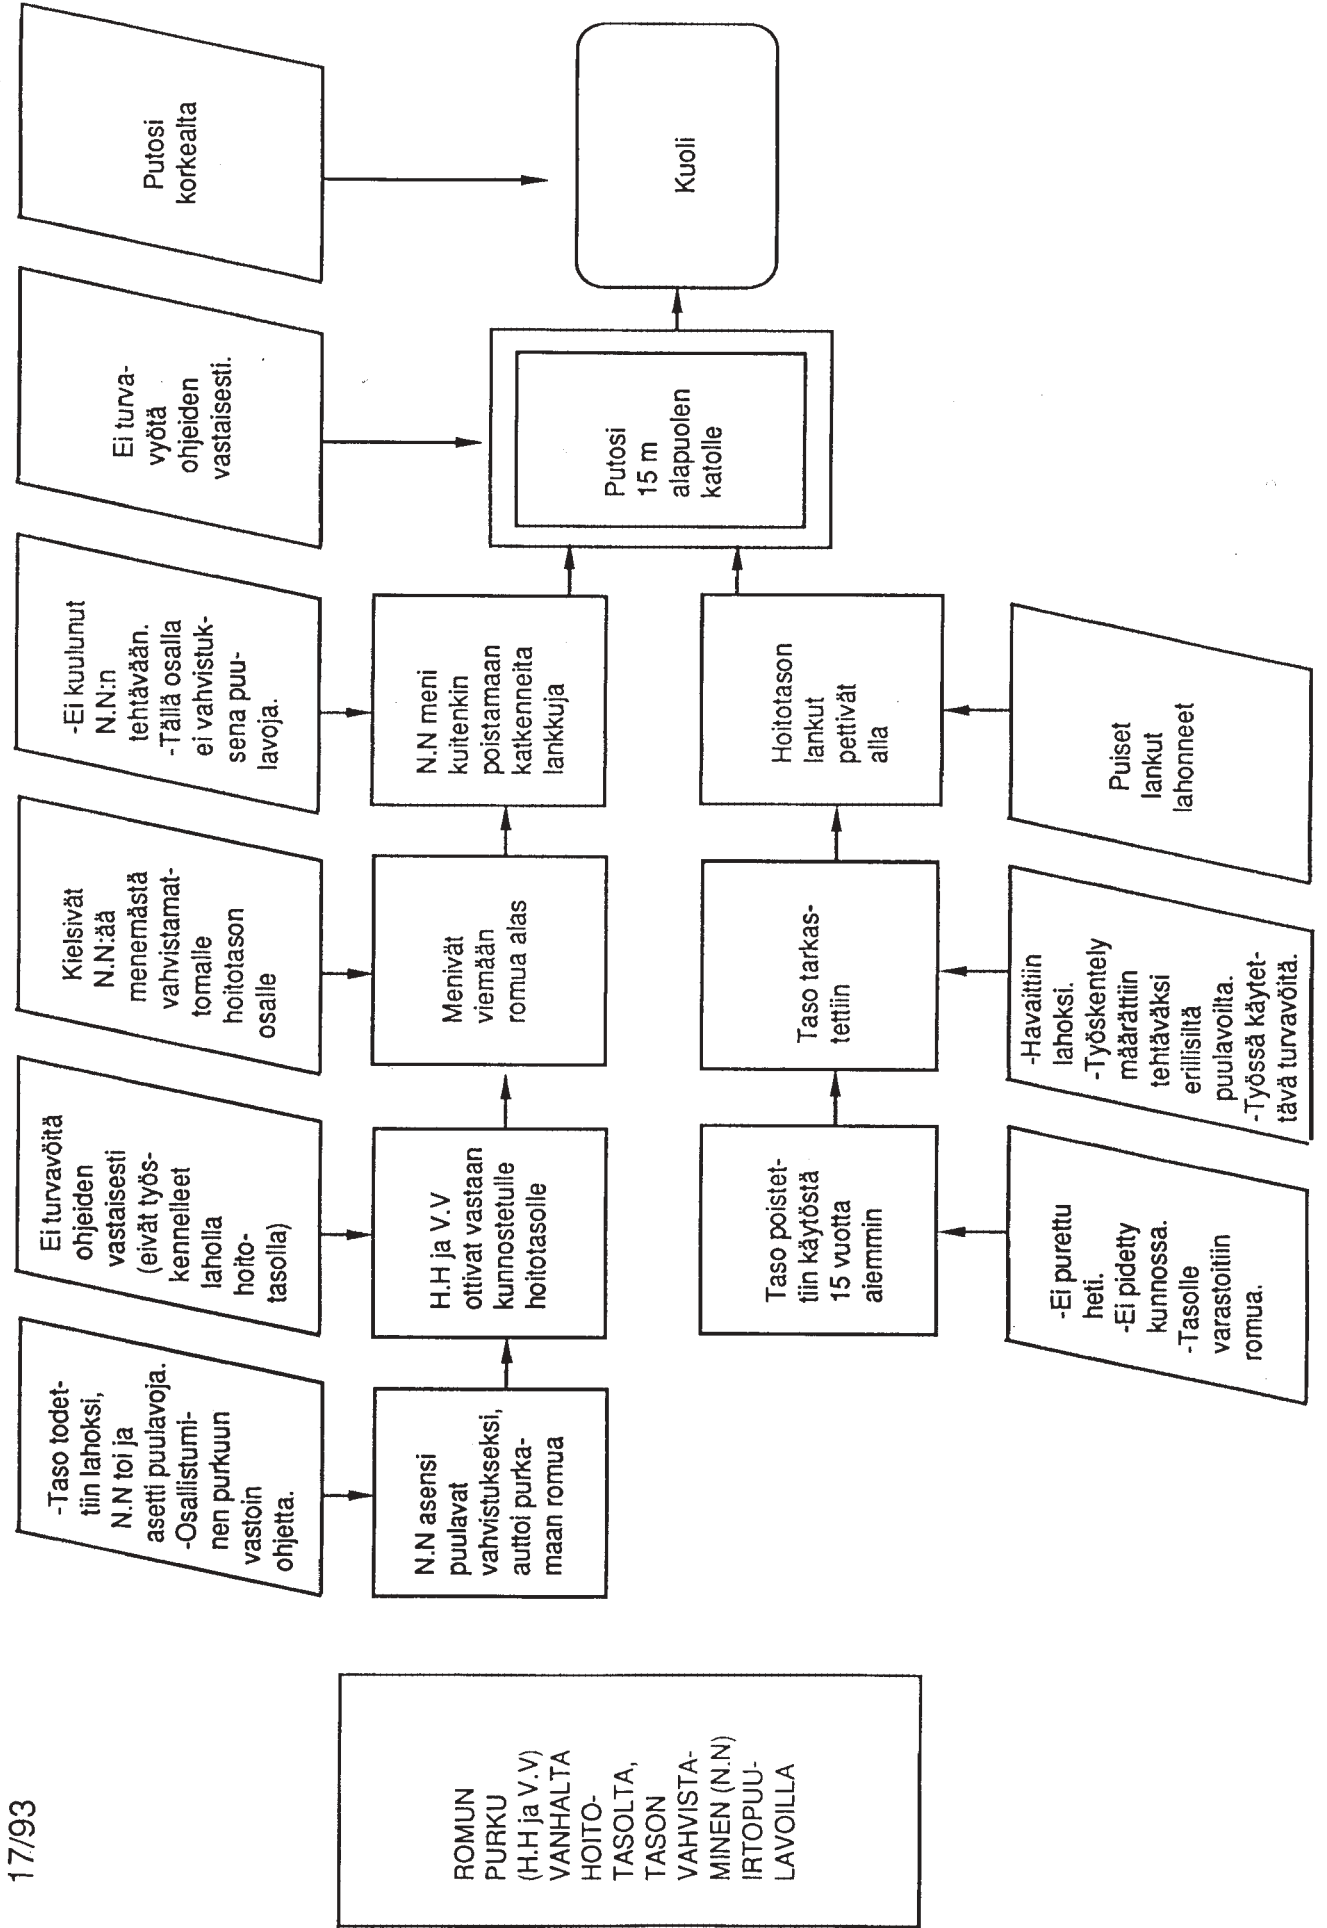 17/93
ROMUN
PURKU
(H.H ja V.V)
VANHALTA
HOITO-
TASOLTA,
TASON
VAHVISTA-
MINEN (N.N)
IRTOPUU-
LAVOILLA
-Taso todet-
tiin lahoksi,
N.N toi ja
asetti puulavoja.
-Osallistumi-
nen purkuun
vastoin
ohjetta.
Ei turvavöitä
ohjeiden
vastaisesti
(eivät työs-
kennelleet
laholla
hoito-
tasolla)
Kielsivät
N.N:ää
menemästä
vahvistamat-
tomalle
hoitotason
osalle
-Ei kuulunut
N.N:n
tehtävään.
-Tällä osalla
ei vahvistuk-
sena puu-
lavoja.
Ei turva-
vyötä
ohjeiden
vastaisesti.
Putosi
korkealta
N.N asensi
puulavat
vahvistukseksi,
auttoi purka-
maan romua
H.H ja V.V
ottivat vastaan
kunnostetulle
hoitotasolle
Menivät
viemään
romua alas
N.N meni
kuitenkin
poistamaan
katkenneita
lankkuja
Putosi
15 m
alapuolen
katolle
Kuoli
Taso poistet-
tiin käytöstä
15 vuotta
aiemmin
Taso tarkas-
tettiin
Hoitotason
lankut
pettivät
alla
-Ei purettu
heti.
-Ei pidetty
kunnossa.
-Tasolle
varastoitiin
romua.
-Havaittiin
lahoksi.
-Työskentely
määrättiin
tehtäväksi
erillisiltä
puulavoilta.
-Työssä käytet-
tävä turvavöitä.
Puiset
lankut
lahonneet